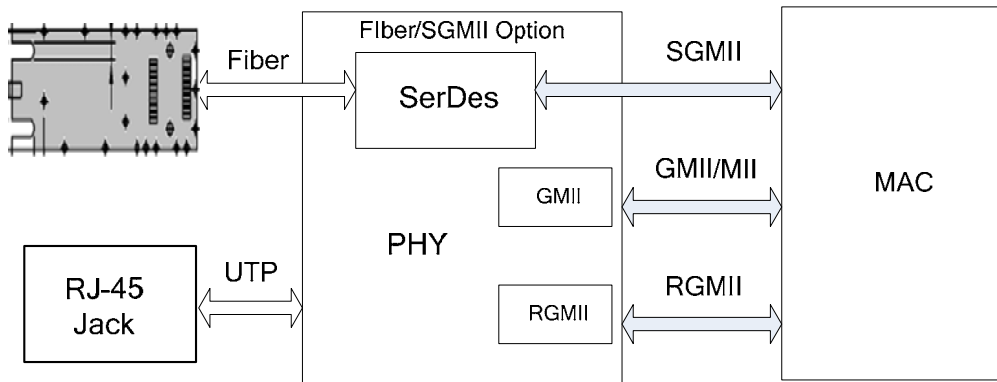 FIber/SGMII Option
Fiber
SerDes
SGMII
GMII/MII
GMII
MAC
PHY
UTP
RJ-45
Jack
RGMII
RGMII